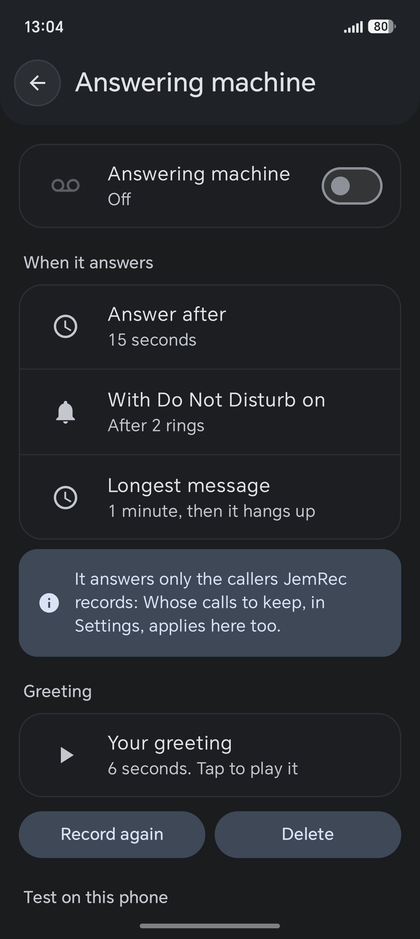 13:04
80
Answering machine
Answering machine
Off
When it answers
Answer after
15 seconds
With Do Not Disturb on
After 2 rings
Longest message
1 minute, then it hangs up
It answers only the callers JemRec
records: Whose calls to keep, in
Settings, applies here too.
Greeting
Your greeting
6 seconds. Tap to play it
Record again
Delete
Test on this phone